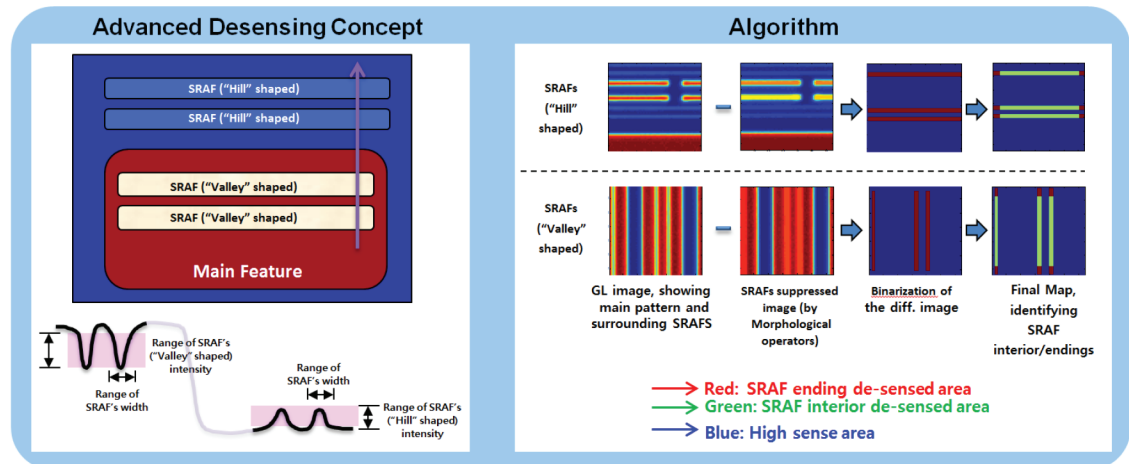 Advanced Desensing Concept
SRAF ("Hill" shaped)
SRAF ("Hill" shaped)
SRAF ("Valley" shaped)
SRAF ("Valley" shaped)
Main Feature
Range of SRAF's
("Valley" shaped)
intensity
Range of
SRAF's width
Range of
SRAF's width
Range of SRAF's
("Hill" shaped)
intensity
Algorithm
SRAFs
("Hill"
shaped)
SRAFs
("Valley"
shaped)
GL image, showing
main pattern and
surrounding SRAFS
SRAFs suppressed
image (by
Morphological
operators)
Binarization of
the diff. image
Final Map,
identifying
SRAF
interior/endings
Red: SRAF ending de-sensed area
Green: SRAF interior de-sensed area
Blue: High sense area